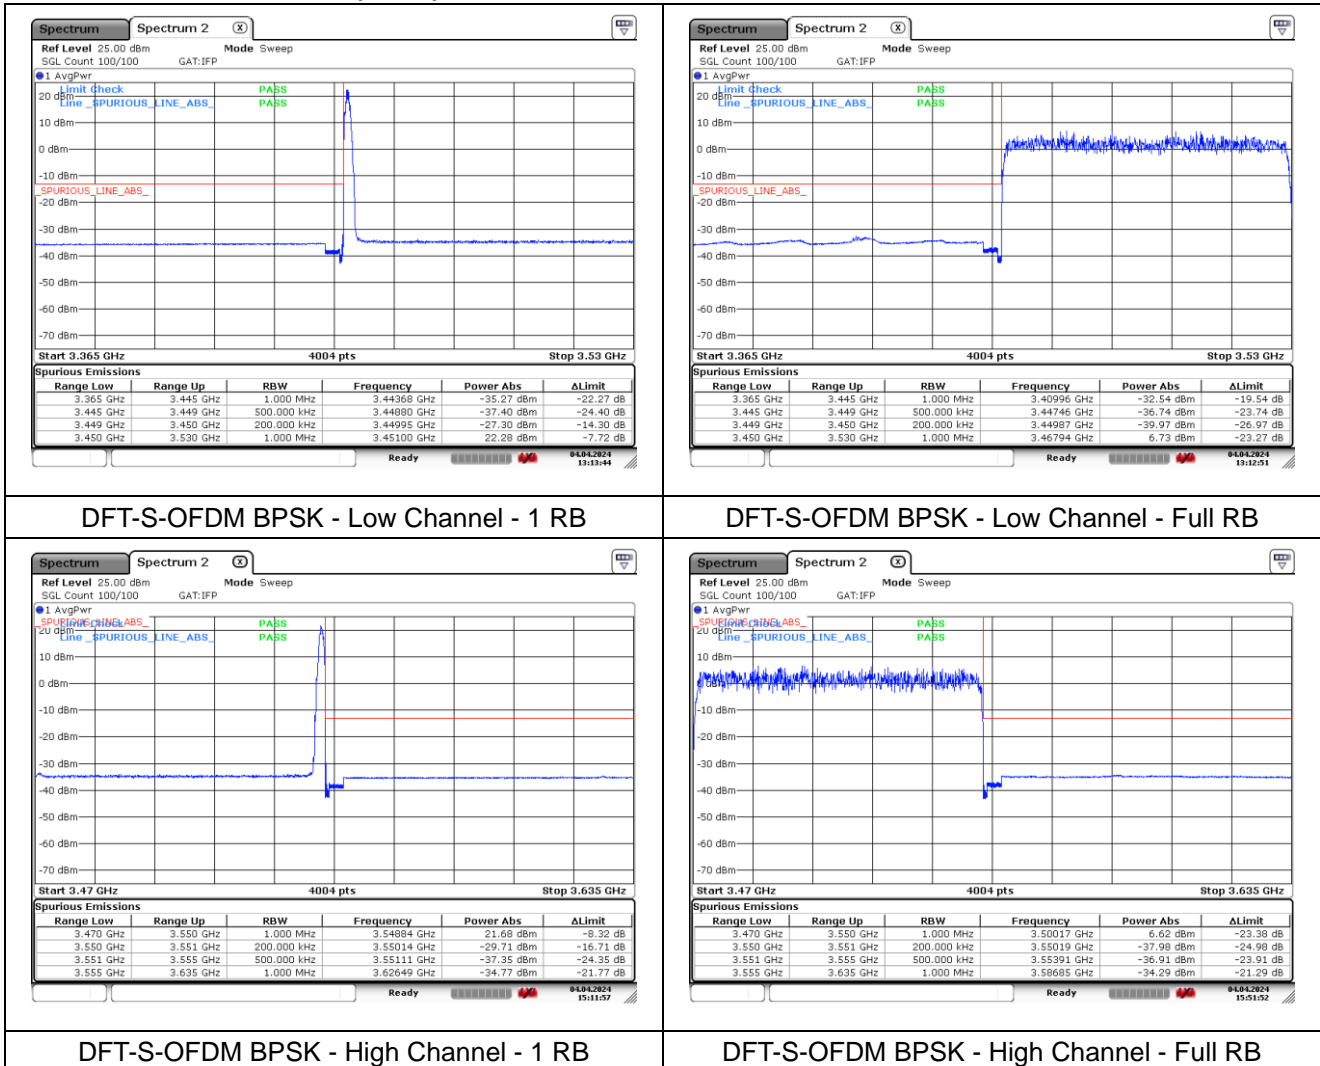 Spectrum Spectrum 2 X
Ref Level 25.00 dBm Mode Sweep
SGL Count 100/100 GAT:IFP
1 AvgPwr
Limit Check PASS
20 dBm
Line _SPURIOUS_LINE_ABS_ PASS
10 dBm
0 dBm
-10 dBm
_SPURIOUS_LINE_ABS_
-20 dBm
-30 dBm
-40 dBm
-50 dBm
-60 dBm
-70 dBm
Start 3.365 GHz 4004 pts Stop 3.53 GHz
Spurious Emissions
Range Low Range Up RBW Frequency Power Abs ΔLimit
3.365 GHz 3.445 GHz 1.000 MHz 3.44368 GHz -35.27 dBm -22.27 dB
3.445 GHz 3.449 GHz 500.000 kHz 3.44880 GHz -37.40 dBm -24.40 dB
3.449 GHz 3.450 GHz 200.000 kHz 3.44995 GHz -27.30 dBm -14.30 dB
3.450 GHz 3.530 GHz 1.000 MHz 3.45100 GHz 22.28 dBm -7.72 dB
Ready 04.04.2024
13:13:44
DFT-S-OFDM BPSK - Low Channel - 1 RB
Spectrum Spectrum 2 X
Ref Level 25.00 dBm Mode Sweep
SGL Count 100/100 GAT:IFP
1 AvgPwr
Limit Check PASS
20 dBm
Line _SPURIOUS_LINE_ABS_ PASS
10 dBm
0 dBm
-10 dBm
_SPURIOUS_LINE_ABS_
-20 dBm
-30 dBm
-40 dBm
-50 dBm
-60 dBm
-70 dBm
Start 3.365 GHz 4004 pts Stop 3.53 GHz
Spurious Emissions
Range Low Range Up RBW Frequency Power Abs ΔLimit
3.365 GHz 3.445 GHz 1.000 MHz 3.40996 GHz -32.54 dBm -19.54 dB
3.445 GHz 3.449 GHz 500.000 kHz 3.44746 GHz -36.74 dBm -23.74 dB
3.449 GHz 3.450 GHz 200.000 kHz 3.44987 GHz -39.97 dBm -26.97 dB
3.450 GHz 3.530 GHz 1.000 MHz 3.46794 GHz 6.73 dBm -23.27 dB
Ready 04.04.2024
13:12:51
DFT-S-OFDM BPSK - Low Channel - Full RB
Spectrum Spectrum 2 X
Ref Level 25.00 dBm Mode Sweep
SGL Count 100/100 GAT:IFP
1 AvgPwr
_SPURIOUS_LINE_ABS_
Limit Check PASS
20 dBm
Line _SPURIOUS_LINE_ABS_ PASS
10 dBm
0 dBm
-10 dBm
-20 dBm
-30 dBm
-40 dBm
-50 dBm
-60 dBm
-70 dBm
Start 3.47 GHz 4004 pts Stop 3.635 GHz
Spurious Emissions
Range Low Range Up RBW Frequency Power Abs ΔLimit
3.470 GHz 3.550 GHz 1.000 MHz 3.54884 GHz 21.68 dBm -8.32 dB
3.550 GHz 3.551 GHz 200.000 kHz 3.55014 GHz -29.71 dBm -16.71 dB
3.551 GHz 3.555 GHz 500.000 kHz 3.55111 GHz -37.35 dBm -24.35 dB
3.555 GHz 3.635 GHz 1.000 MHz 3.62649 GHz -34.77 dBm -21.77 dB
Ready 04.04.2024
15:11:57
DFT-S-OFDM BPSK - High Channel - 1 RB
Spectrum Spectrum 2 X
Ref Level 25.00 dBm Mode Sweep
SGL Count 100/100 GAT:IFP
1 AvgPwr
_SPURIOUS_LINE_ABS_
Limit Check PASS
20 dBm
Line _SPURIOUS_LINE_ABS_ PASS
10 dBm
0 dBm
-10 dBm
-20 dBm
-30 dBm
-40 dBm
-50 dBm
-60 dBm
-70 dBm
Start 3.47 GHz 4004 pts Stop 3.635 GHz
Spurious Emissions
Range Low Range Up RBW Frequency Power Abs ΔLimit
3.470 GHz 3.550 GHz 1.000 MHz 3.50017 GHz 6.62 dBm -23.38 dB
3.550 GHz 3.551 GHz 200.000 kHz 3.55019 GHz -37.98 dBm -24.98 dB
3.551 GHz 3.555 GHz 500.000 kHz 3.55391 GHz -36.91 dBm -23.91 dB
3.555 GHz 3.635 GHz 1.000 MHz 3.58685 GHz -34.29 dBm -21.29 dB
Ready 04.04.2024
15:51:52
DFT-S-OFDM BPSK - High Channel - Full RB